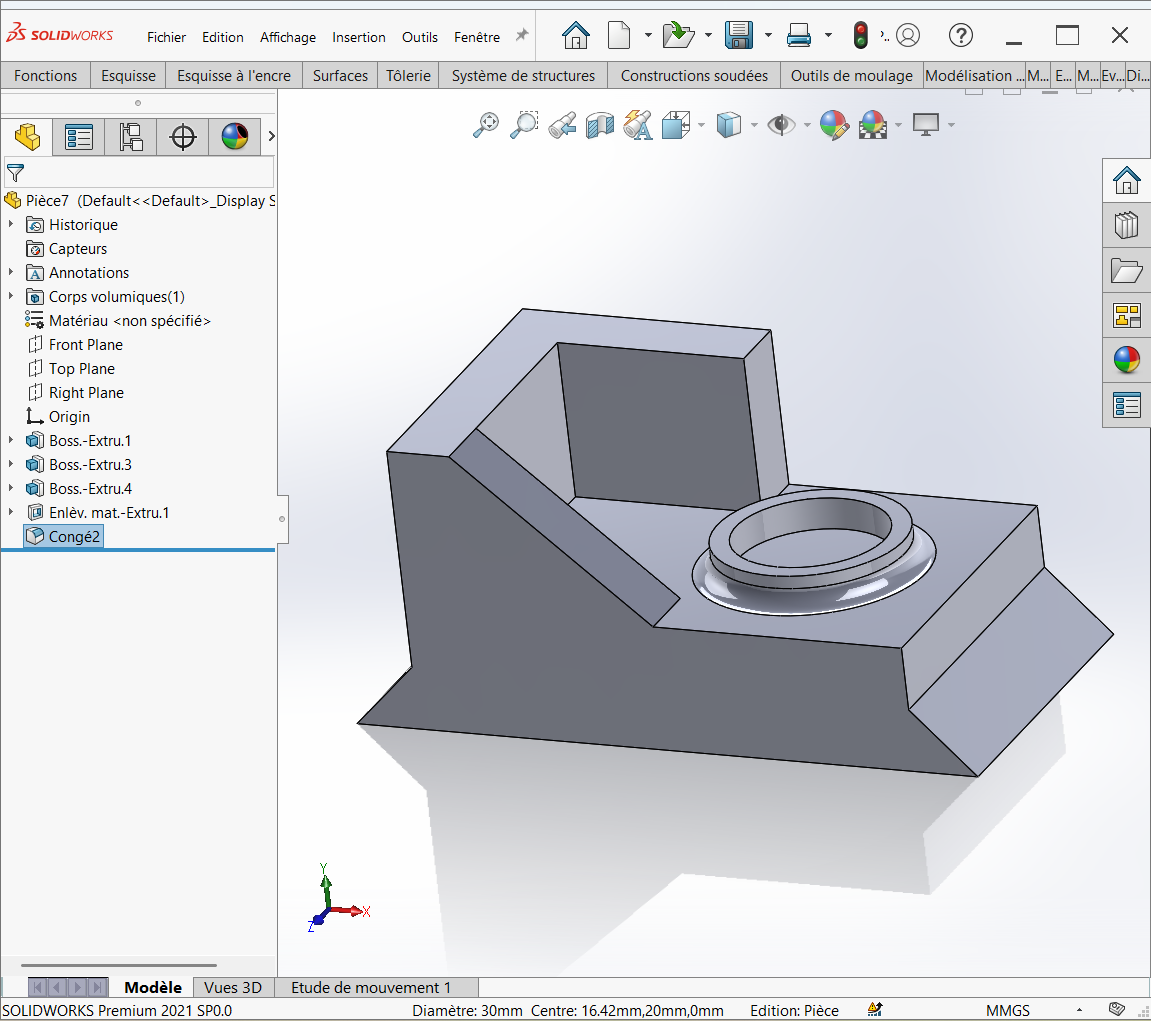 SOLIDWORKS
Fichier Edition Affichage Insertion Outils Fenêtre
Fonctions Esquisse Esquisse à l'encre Surfaces Tôlerie Système de structures Constructions soudées Outils de moulage Modélisation ... M... E... M... Ev... Di...
Pièce7 (Default<<Default>_Display S
Historique
Capteurs
Annotations
Corps volumiques(1)
Matériau <non spécifié>
Front Plane
Top Plane
Right Plane
Origin
Boss.-Extru.1
Boss.-Extru.3
Boss.-Extru.4
Enlèv. mat.-Extru.1
Congé2
Y
X
Z
Modèle Vues 3D Etude de mouvement 1
SOLIDWORKS Premium 2021 SP0.0 Diamètre: 30mm Centre: 16.42mm,20mm,0mm Edition: Pièce MMGS